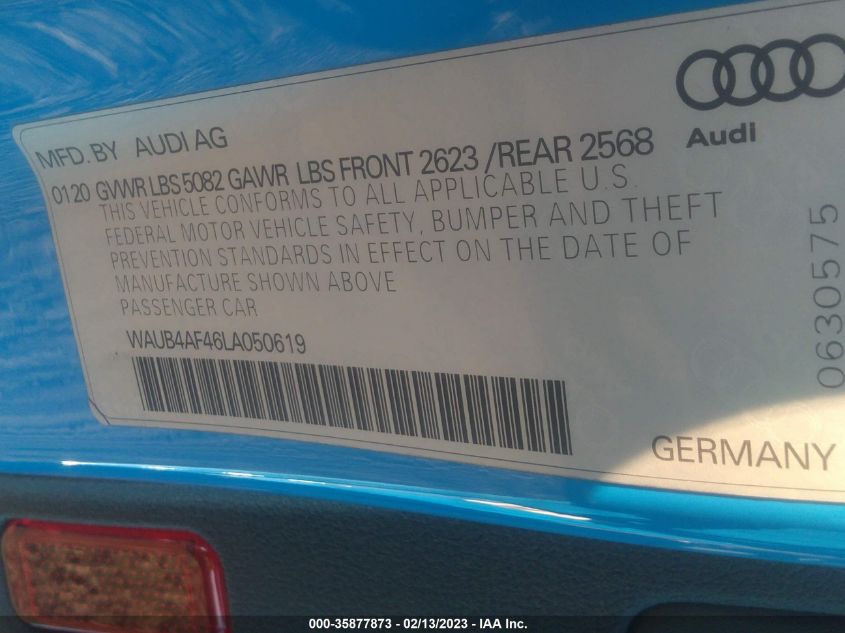 Audi
MFD. BY AUDI AG
01 20 GVWR LBS 5082 GAWR LBS FRONT 2623 / REAR 2568
THIS VEHICLE CONFORMS TO ALL APPLICABLE U.S.
FEDERAL MOTOR VEHICLE SAFETY, BUMPER AND THEFT
PREVENTION STANDARDS IN EFFECT ON THE DATE OF
MANUFACTURE SHOWN ABOVE
PASSENGER CAR
WAUB4AF46LA050619
0630575
GERMANY
000-35877873 - 02/13/2023 - IAA Inc.